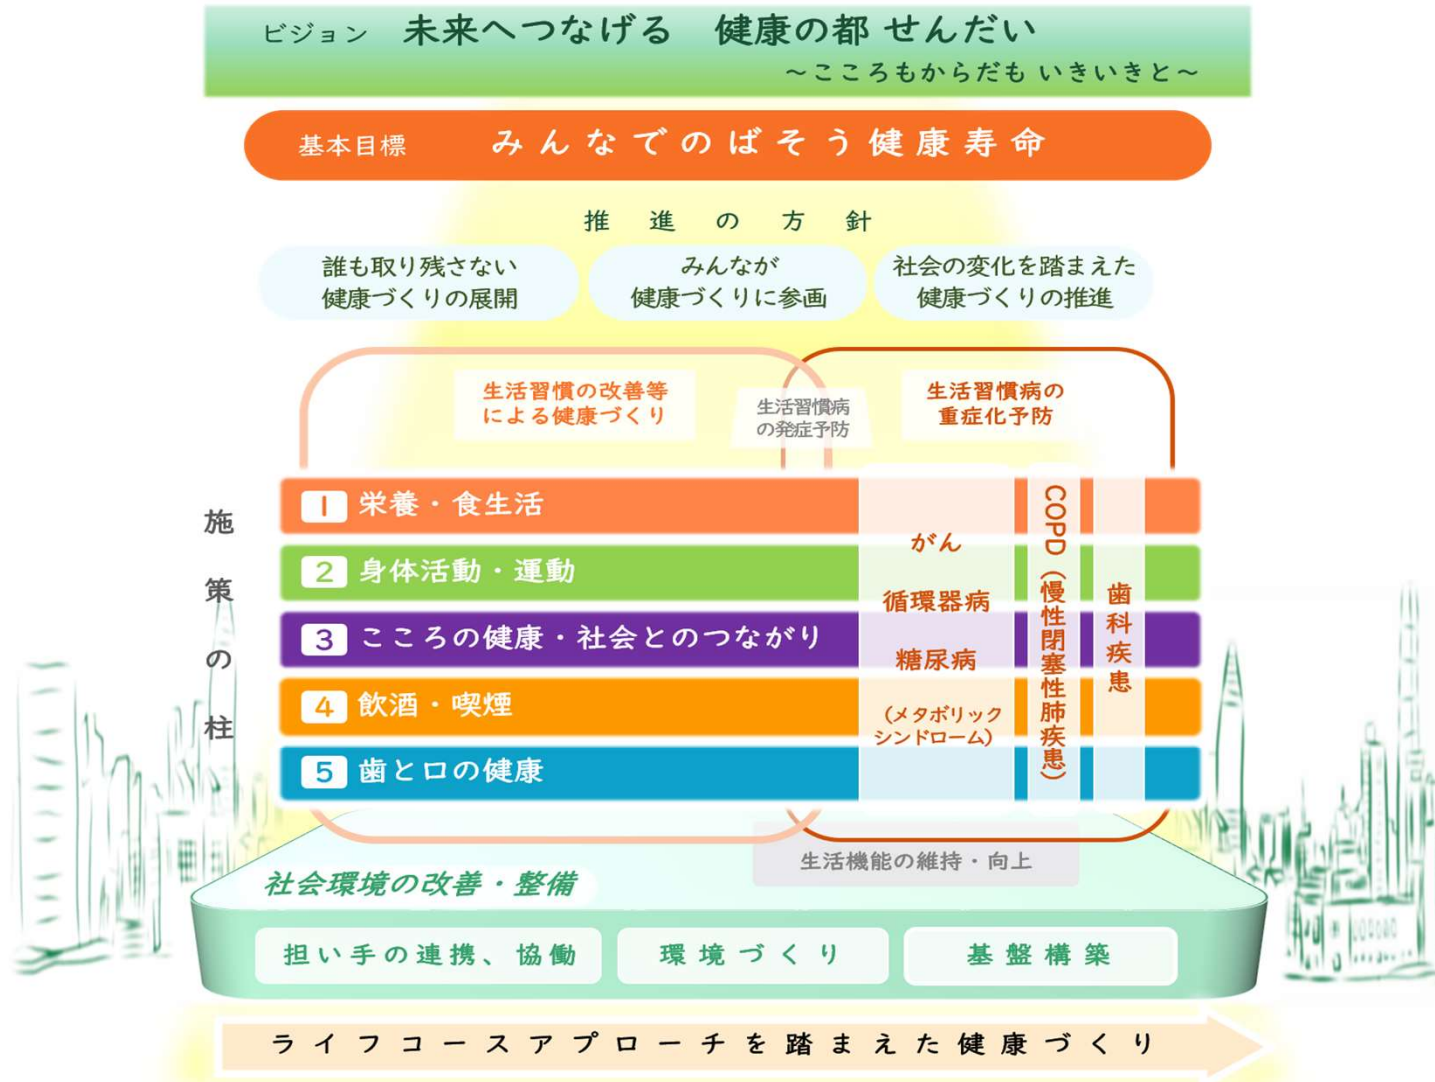 ビジョン 未来へつなげる 健康の都 せんだい
～こころもからだも いきいきと～
基本目標 みんなでのばそう健康寿命
推進の方針
誰も取り残さない
健康づくりの展開
みんなが
健康づくりに参画
社会の変化を踏まえた
健康づくりの推進
生活習慣の改善等
による健康づくり
生活習慣病
の発症予防
生活習慣病の
重症化予防
施策の柱
1 栄養・食生活
2 身体活動・運動
3 こころの健康・社会とのつながり
4 飲酒・喫煙
5 歯と口の健康
がん
循環器病
糖尿病
（メタボリック
シンドローム）
COPD（慢性閉塞性肺疾患）
歯科疾患
生活機能の維持・向上
社会環境の改善・整備
担い手の連携、協働
環境づくり
基盤構築
ライフコースアプローチを踏まえた健康づくり